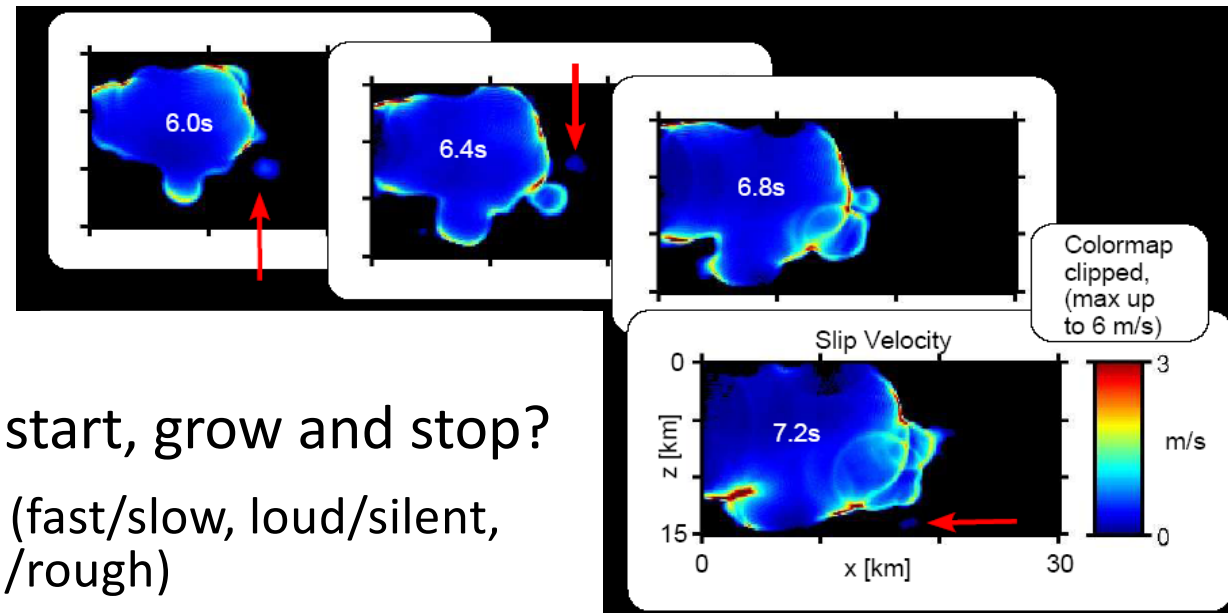 6.0s
6.4s
6.8s
Colormap
clipped,
(max up
to 6 m/s)
Slip Velocity
0
3
7.2s
z [km]
m/s
15
0
0
x [km]
30
start, grow and stop?
(fast/slow, loud/silent,
/rough)